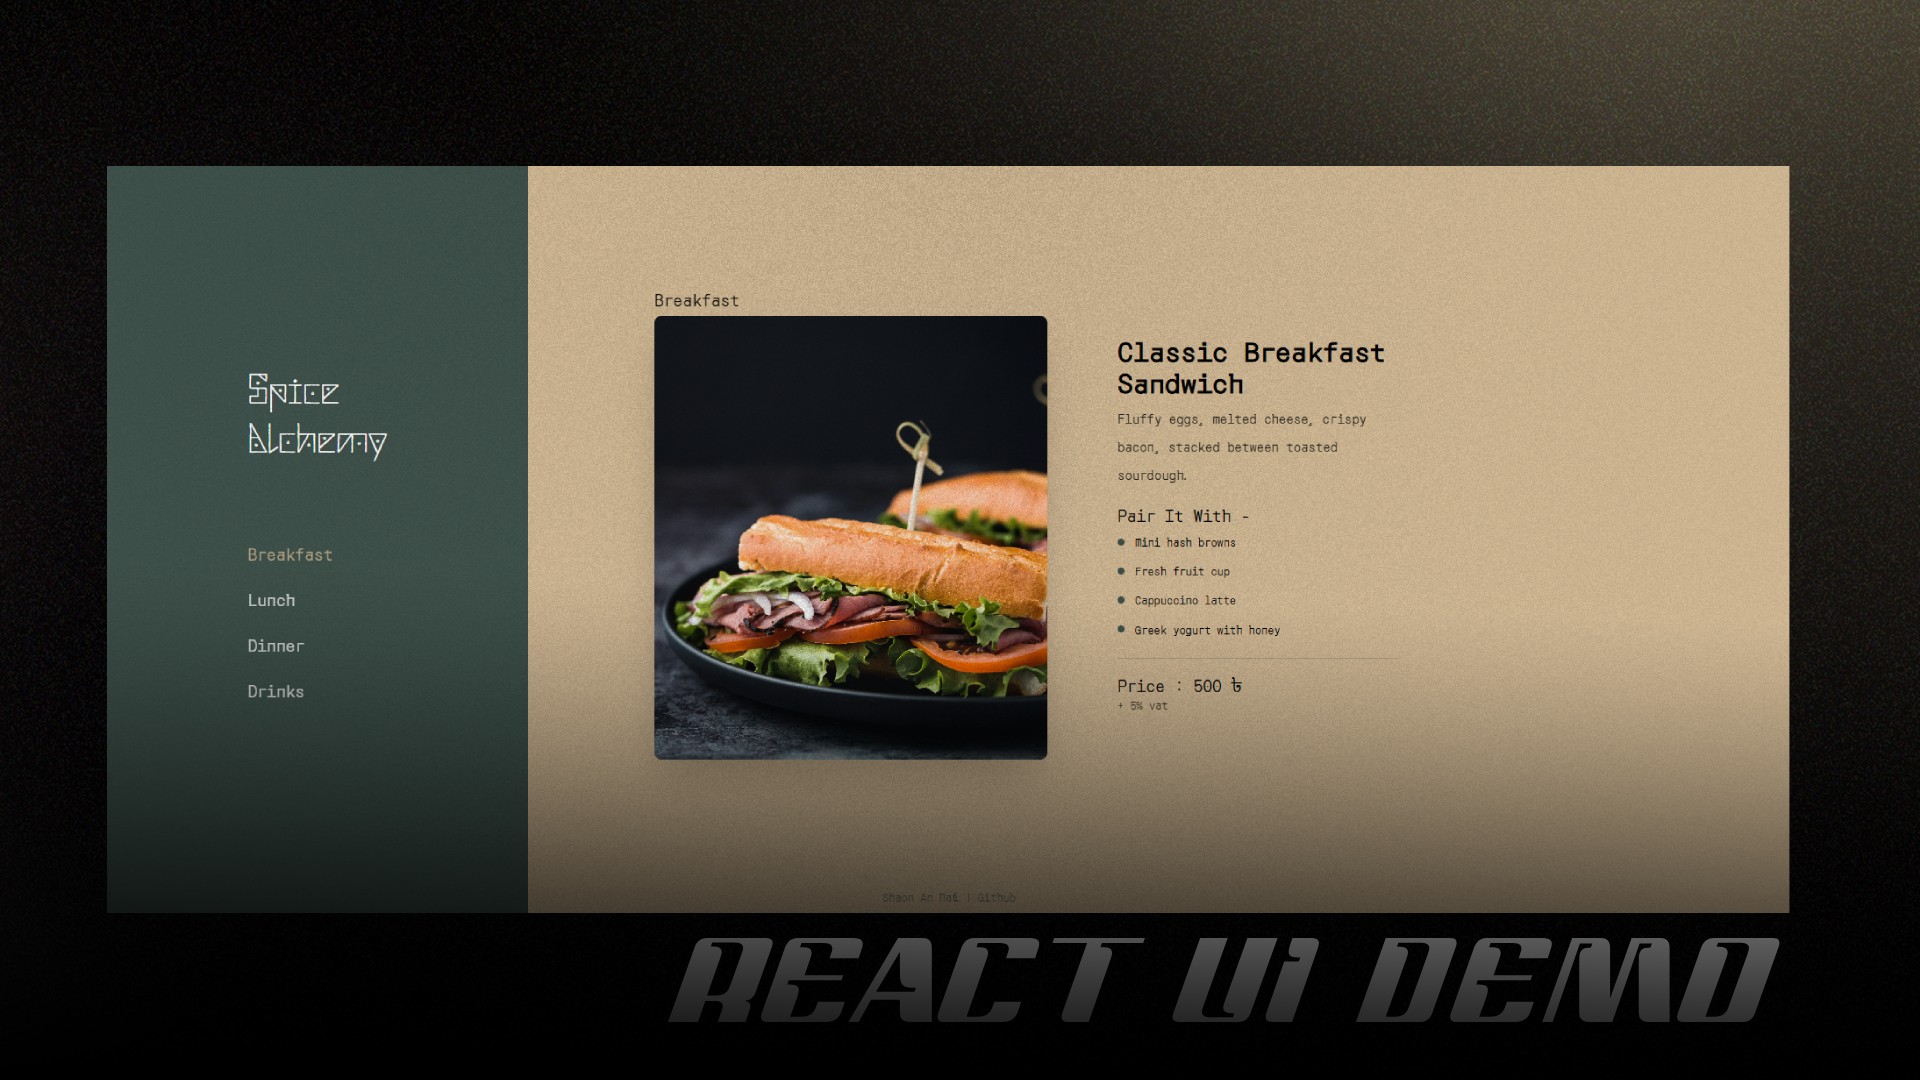 Spice
Alchemy
Breakfast
Lunch
Dinner
Drinks
Breakfast
Classic Breakfast
Sandwich
Fluffy eggs, melted cheese, crispy
bacon, stacked between toasted
sourdough.
Pair It With -
Mini hash browns
Fresh fruit cup
Cappuccino latte
Greek yogurt with honey
Price : 500 ৳
+ 5% vat
Shaon An Nafi | Github
REACT UI DEMO